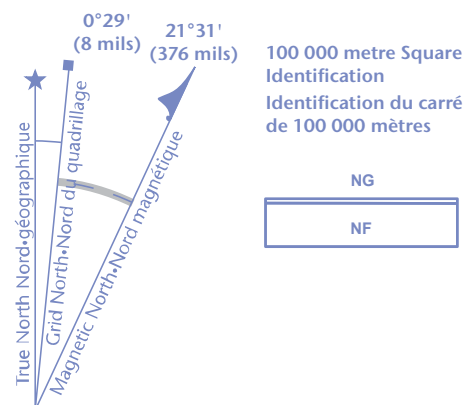 0°29'
(8 mils)
21°31'
(376 mils)
True North Nord•géographique
Grid North•Nord du quadrillage
Magnetic North•Nord magnétique
100 000 metre Square
Identification
Identification du carré
de 100 000 mètres
NG
NF